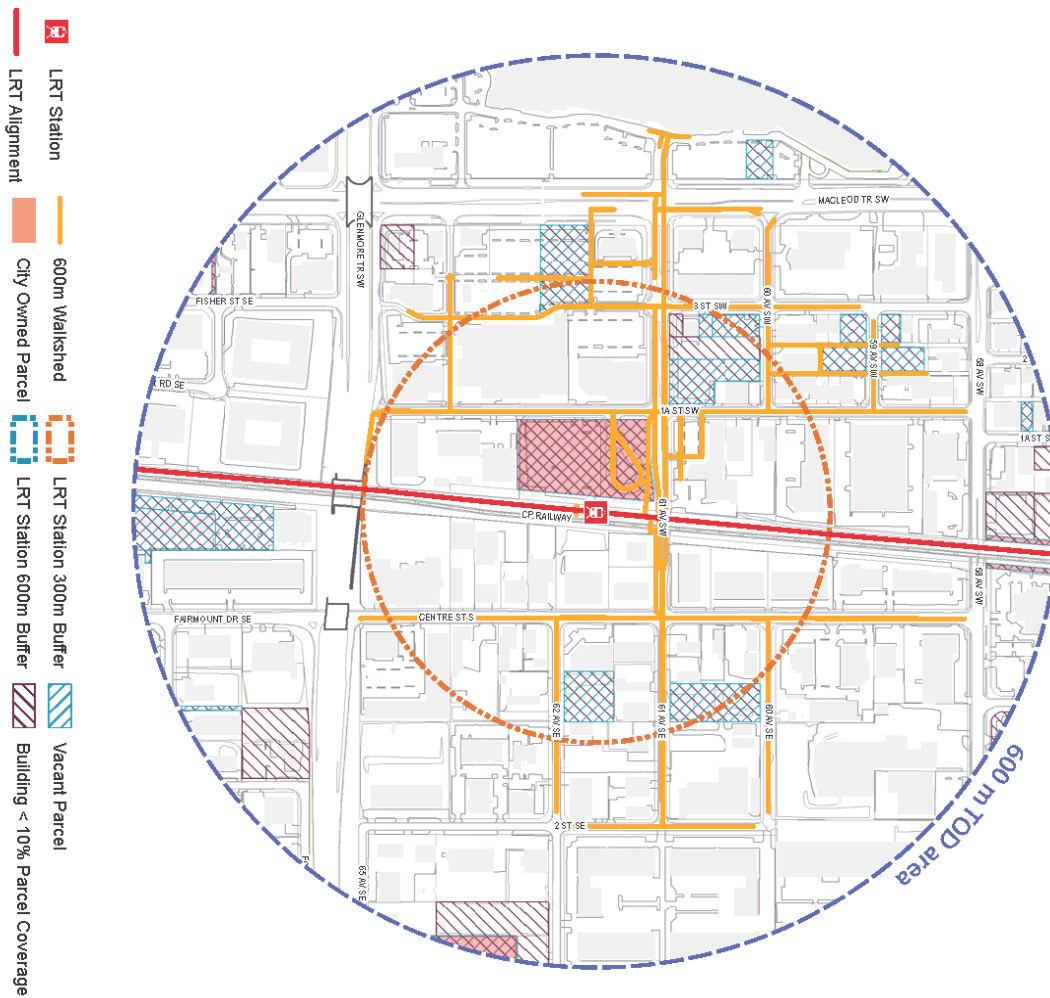 LRT Station
LRT Alignment
600m Walkshed
City Owned Parcel
LRT Station 300m Buffer
LRT Station 600m Buffer
Vacant Parcel
Building < 10% Parcel Coverage
MACLEOD TR SW
GLENMORE TR SW
FISHER ST SE
RD SE
3 ST SW
60 AV SW
59 AV SW
58 AV SW
2
1A ST SW
1A ST S
61 AV SW
CP RAILWAY
58 AV SW
FAIRMOUNT DR SE
CENTRE ST S
62 AV SE
61 AV SE
60 AV SE
2 ST SE
65 AV SE
600 m TOD area